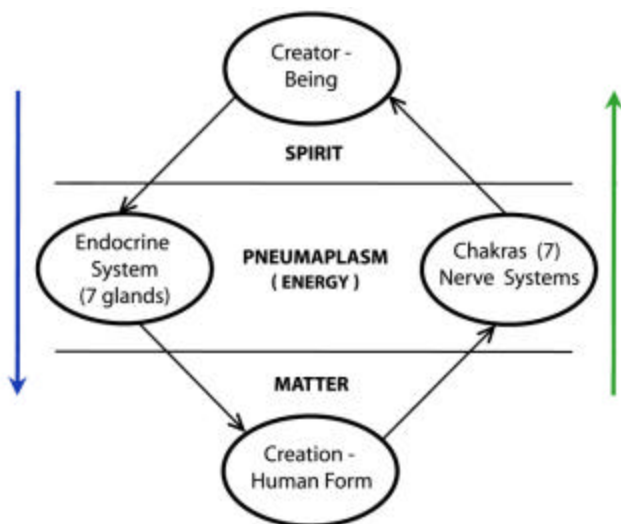 Creator -
Being
SPIRIT
Endocrine
System
(7 glands)
PNEUMAPLASM
( ENERGY )
Chakras (7)
Nerve Systems
MATTER
Creation -
Human Form